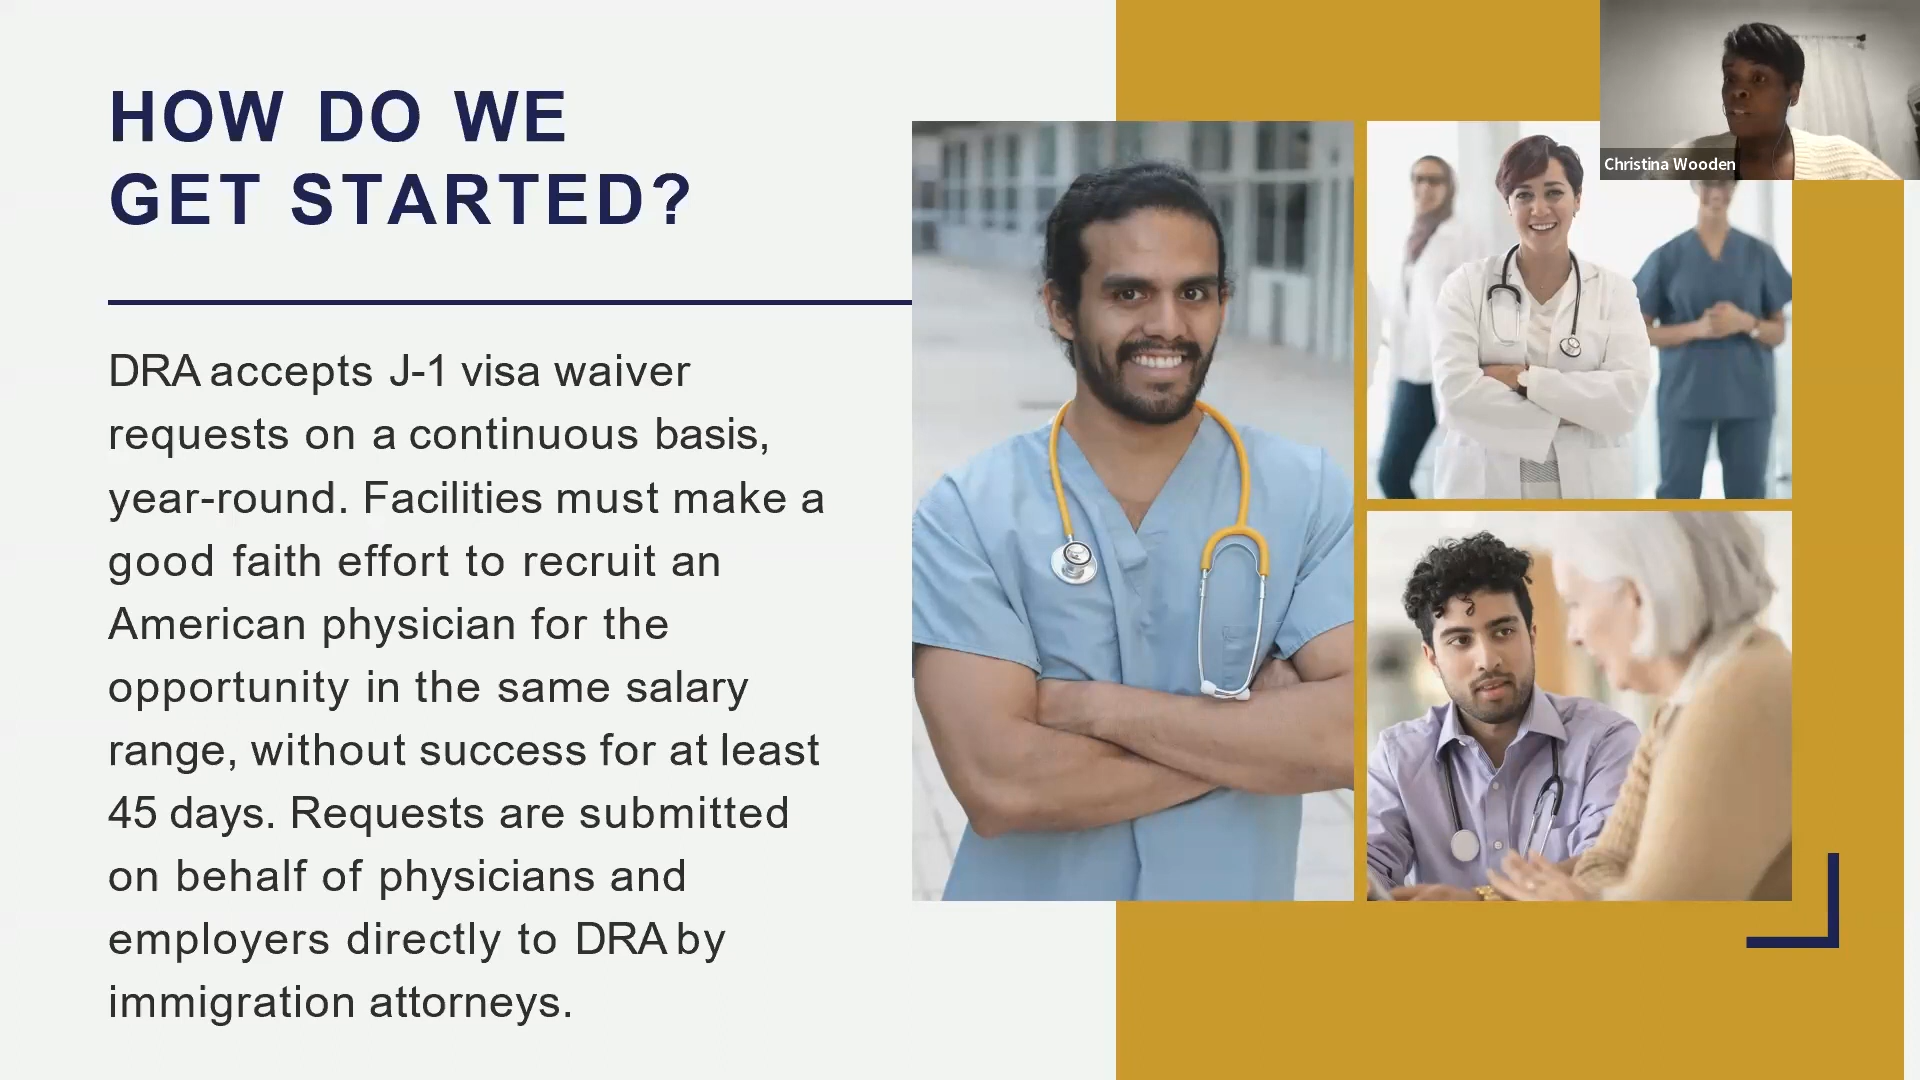 HOW DO WE
GET STARTED?
DRA accepts J-1 visa waiver
requests on a continuous basis,
year-round. Facilities must make a
good faith effort to recruit an
American physician for the
opportunity in the same salary
range, without success for at least
45 days. Requests are submitted
on behalf of physicians and
employers directly to DRA by
immigration attorneys.
Christina Wooden